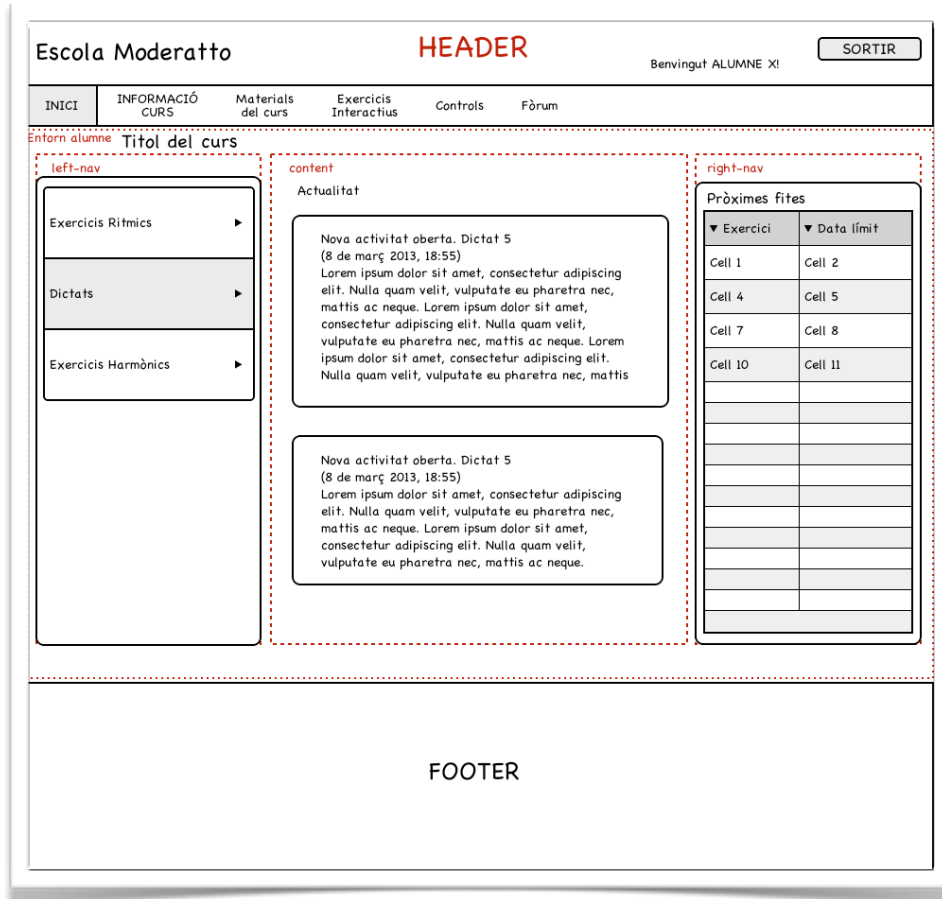 Escola Moderatto
HEADER
Benvingut ALUMNE X!
SORTIR
INICI
INFORMACIÓ
CURS
Materials
del curs
Exercicis
Interactius
Controls
Fòrum
Entorn alumne
Titol del curs
left-nav
Exercicis Ritmics
Dictats
Exercicis Harmònics
content
Actualitat
Nova activitat oberta. Dictat 5
(8 de març 2013, 18:55)
Lorem ipsum dolor sit amet, consectetur adipiscing
elit. Nulla quam velit, vulputate eu pharetra nec,
mattis ac neque. Lorem ipsum dolor sit amet,
consectetur adipiscing elit. Nulla quam velit,
vulputate eu pharetra nec, mattis ac neque. Lorem
ipsum dolor sit amet, consectetur adipiscing elit.
Nulla quam velit, vulputate eu pharetra nec, mattis
Nova activitat oberta. Dictat 5
(8 de març 2013, 18:55)
Lorem ipsum dolor sit amet, consectetur adipiscing
elit. Nulla quam velit, vulputate eu pharetra nec,
mattis ac neque. Lorem ipsum dolor sit amet,
consectetur adipiscing elit. Nulla quam velit,
vulputate eu pharetra nec, mattis ac neque.
right-nav
Pròximes fites
▼ Exercici ▼ Data límit
Cell 1 Cell 2
Cell 4 Cell 5
Cell 7 Cell 8
Cell 10 Cell 11
FOOTER